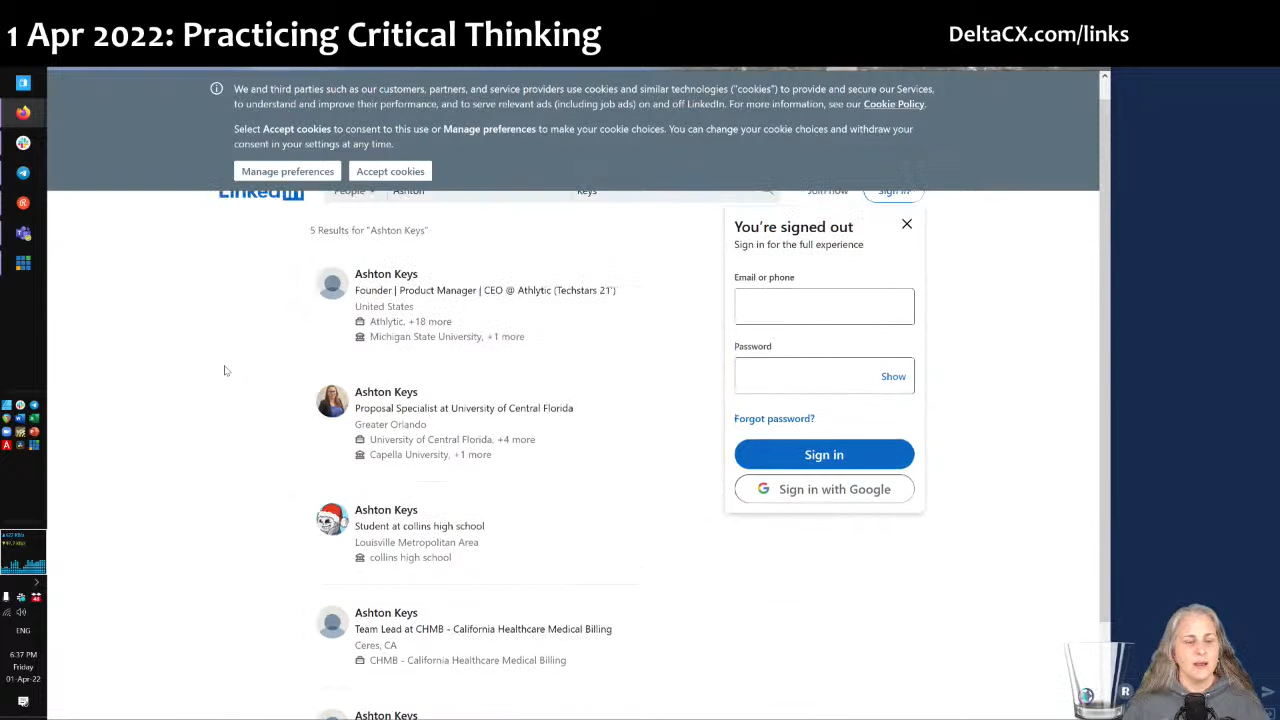 1 Apr 2022: Practicing Critical Thinking
DeltaCX.com/links
We and third parties such as our customers, partners, and service providers use cookies and similar technologies ("cookies") to provide and secure our Services,
to understand and improve their performance, and to serve relevant ads (including job ads) on and off LinkedIn. For more information, see our Cookie Policy.
Select Accept cookies to consent to this use or Manage preferences to make your cookie choices. You can change your cookie choices and withdraw your
consent in your settings at any time.
Manage preferences
Accept cookies
LinkedIn
People
Ashton
Keys
Join now
Sign in
5 Results for "Ashton Keys"
Ashton Keys
Founder | Product Manager | CEO @ Athlytic (Techstars 21')
United States
Athlytic, +18 more
Michigan State University, +1 more
Ashton Keys
Proposal Specialist at University of Central Florida
Greater Orlando
University of Central Florida, +4 more
Capella University, +1 more
Ashton Keys
Student at collins high school
Louisville Metropolitan Area
collins high school
Ashton Keys
Team Lead at CHMB - California Healthcare Medical Billing
Ceres, CA
CHMB - California Healthcare Medical Billing
Ashton Keys
You're signed out
Sign in for the full experience
Email or phone
Password
Show
Forgot password?
Sign in
Sign in with Google
ENG
6:37 PM
Friday
01-Apr-22
R